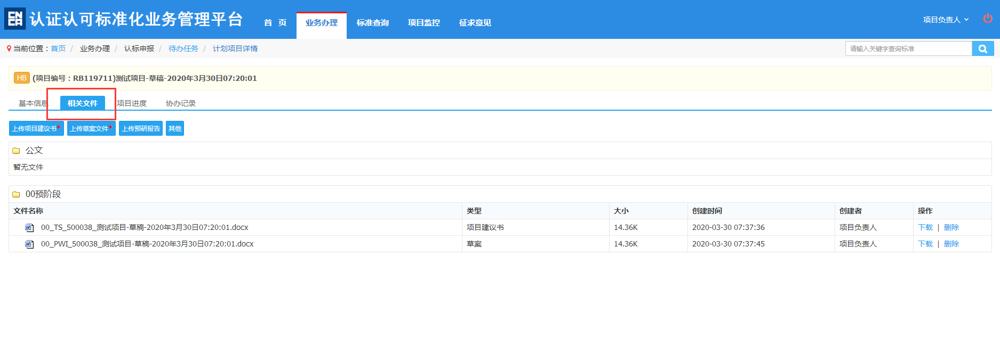 认证认可标准化业务管理平台
首 页 业务办理 标准查询 项目监控 征求意见 项目负责人
当前位置：首页 / 业务办理 / 认标申报 / 待办任务 / 计划项目详情 请输入关键字查询标准
HB (项目编号：RB119711)测试项目-草稿-2020年3月30日07:20:01
基本信息 相关文件 项目进度 协办记录
上传项目建议书* 上传草案文件* 上传预研报告 其他
公文
暂无文件
00预阶段
文件名称 类型 大小 创建时间 创建者 操作
00_TS_500038_测试项目-草稿-2020年3月30日07:20:01.docx 项目建议书 14.36K 2020-03-30 07:37:36 项目负责人 下载 | 删除
00_PWI_500038_测试项目-草稿-2020年3月30日07:20:01.docx 草案 14.36K 2020-03-30 07:37:45 项目负责人 下载 | 删除